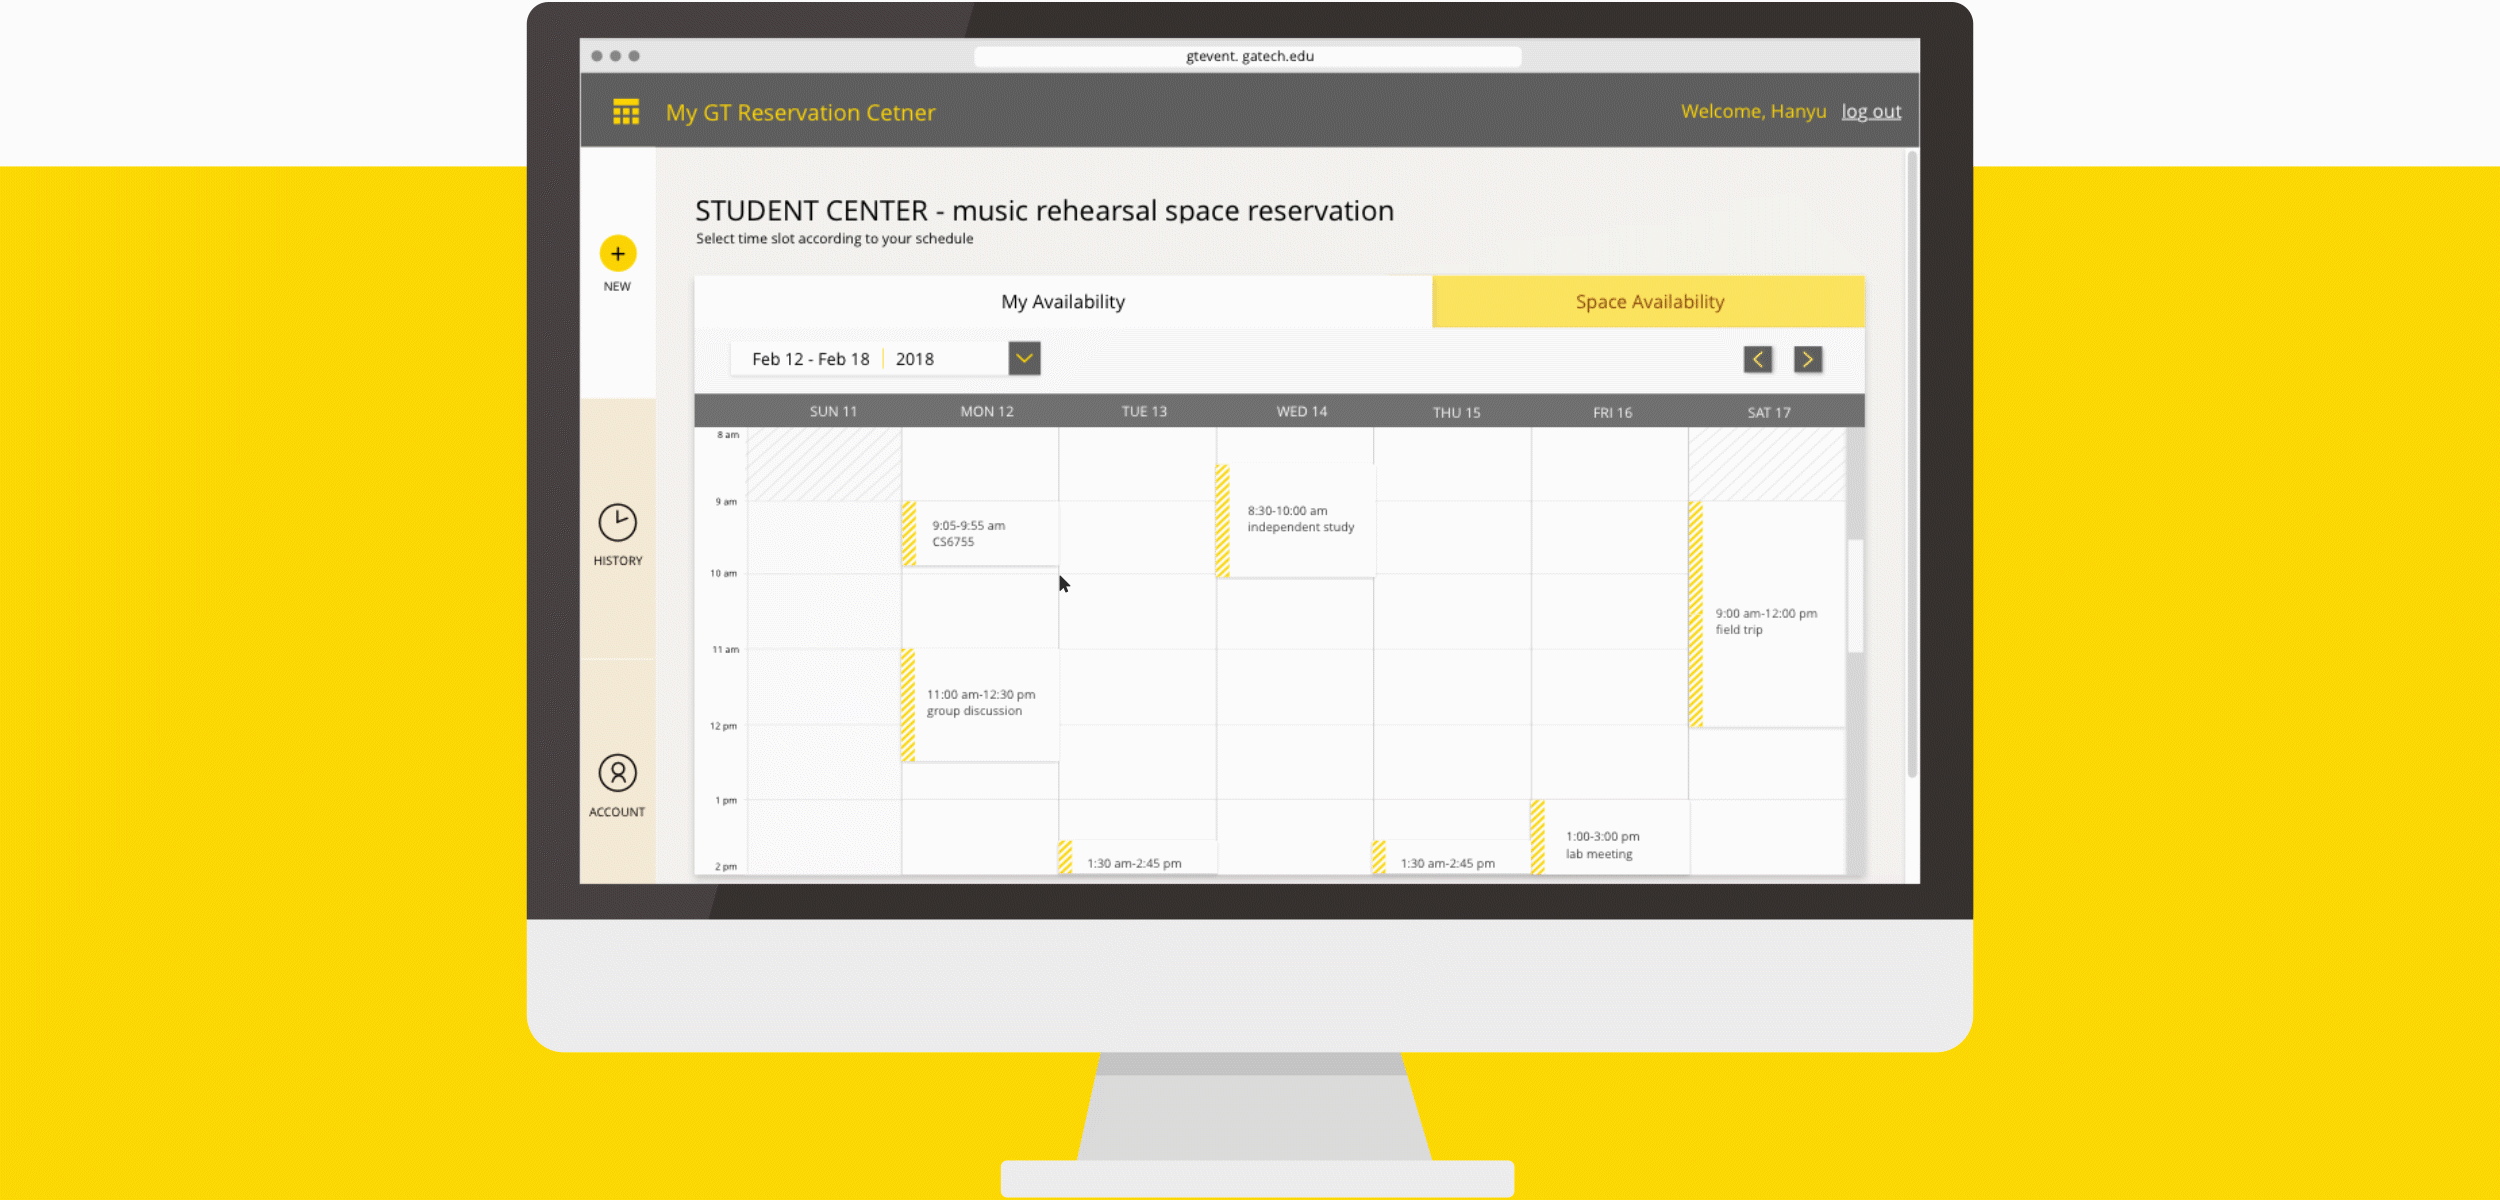 gtevent. gatech.edu
My GT Reservation Cetner
Welcome, Hanyu log out
STUDENT CENTER - music rehearsal space reservation
Select time slot according to your schedule
NEW
HISTORY
ACCOUNT
My Availability
Space Availability
Feb 12 - Feb 18 2018
SUN 11 MON 12 TUE 13 WED 14 THU 15 FRI 16 SAT 17
8 am
9 am
10 am
11 am
12 pm
1 pm
2 pm
9:05-9:55 am
CS6755
11:00 am-12:30 pm
group discussion
1:30 am-2:45 pm
8:30-10:00 am
independent study
1:30 am-2:45 pm
1:00-3:00 pm
lab meeting
9:00 am-12:00 pm
field trip